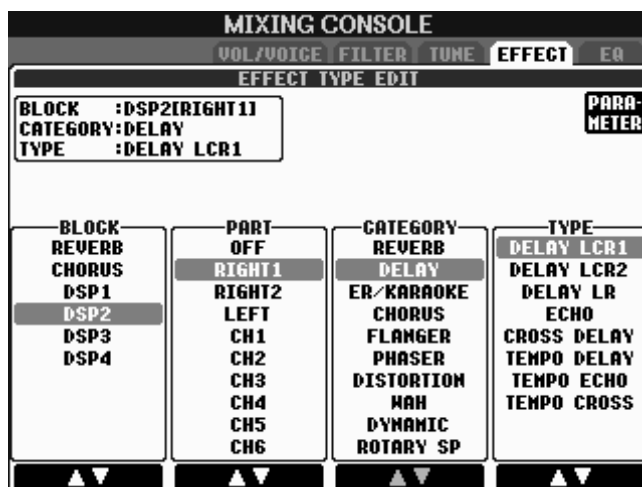 MIXING CONSOLE
VOL/VOICE FILTER TUNE EFFECT EQ
EFFECT TYPE EDIT
BLOCK :DSP2[RIGHT1]
CATEGORY:DELAY
TYPE :DELAY LCR1
PARA-
METER
BLOCK
REVERB
CHORUS
DSP1
DSP2
DSP3
DSP4
PART
OFF
RIGHT1
RIGHT2
LEFT
CH1
CH2
CH3
CH4
CH5
CH6
CATEGORY
REVERB
DELAY
ER/KARAOKE
CHORUS
FLANGER
PHASER
DISTORTION
WAH
DYNAMIC
ROTARY SP
TYPE
DELAY LCR1
DELAY LCR2
DELAY LR
ECHO
CROSS DELAY
TEMPO DELAY
TEMPO ECHO
TEMPO CROSS